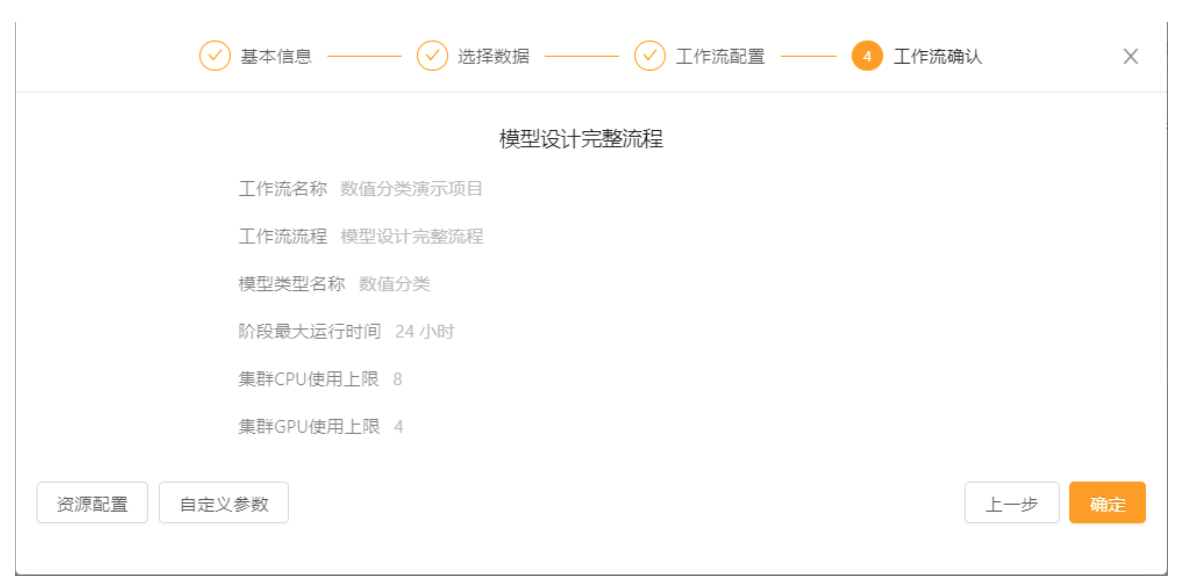 基本信息 选择数据 工作流配置 4 工作流确认
模型设计完整流程
工作流名称 数值分类演示项目
工作流流程 模型设计完整流程
模型类型名称 数值分类
阶段最大运行时间 24 小时
集群CPU使用上限 8
集群GPU使用上限 4
资源配置 自定义参数 上一步 确定